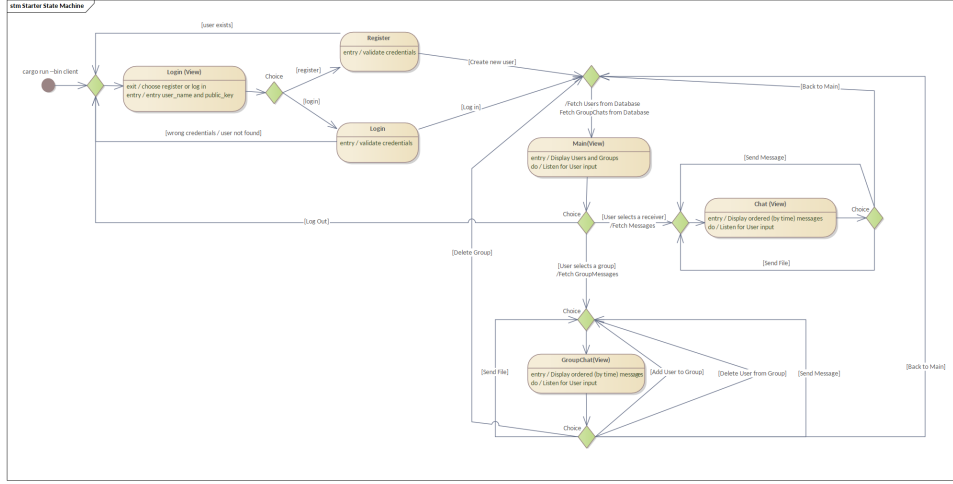 stm Starter State Machine
[user exists]
Register
entry / validate credentials
[Create new user]
cargo run --bin client
Login (View)
exit / choose register or log in
entry / entry user_name and public_key
Choice
[register]
[login]
[Log in]
[Back to Main]
/Fetch Users from Database
Fetch GroupChats from Database
Login
entry / validate credentials
[wrong credentials / user not found]
Main(View)
entry / Display Users and Groups
do / Listen for User input
[Send Message]
Chat (View)
entry / Display ordered (by time) messages
do / Listen for User input
Choice
Choice
[User selects a receiver]
/Fetch Messages
[Log Out]
[Delete Group]
[Send File]
[User selects a group]
/Fetch GroupMessages
Choice
GroupChat(View)
entry / Display ordered (by time) messages
do / Listen for User input
[Send File]
[Add User to Group]
[Delete User from Group]
[Send Message]
[Back to Main]
Choice